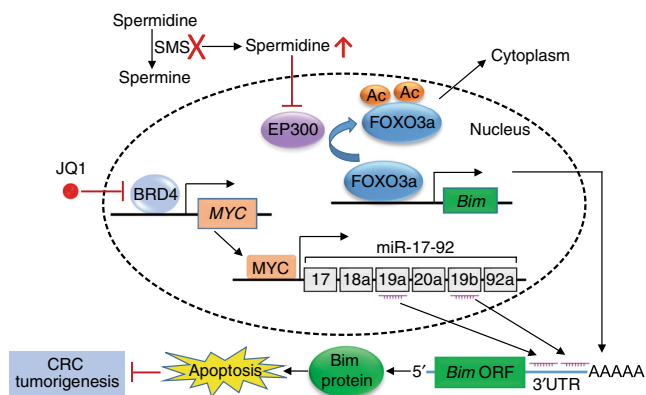 Spermidine
SMS
Spermidine
Spermine
Cytoplasm
Ac
Ac
EP300
FOXO3a
Nucleus
FOXO3a
JQ1
BRD4
MYC
Bim
miR-17-92
MYC
17
18a
19a
20a
19b
92a
CRC
tumorigenesis
Apoptosis
Bim
protein
5′
Bim ORF
3′UTR
AAAAA